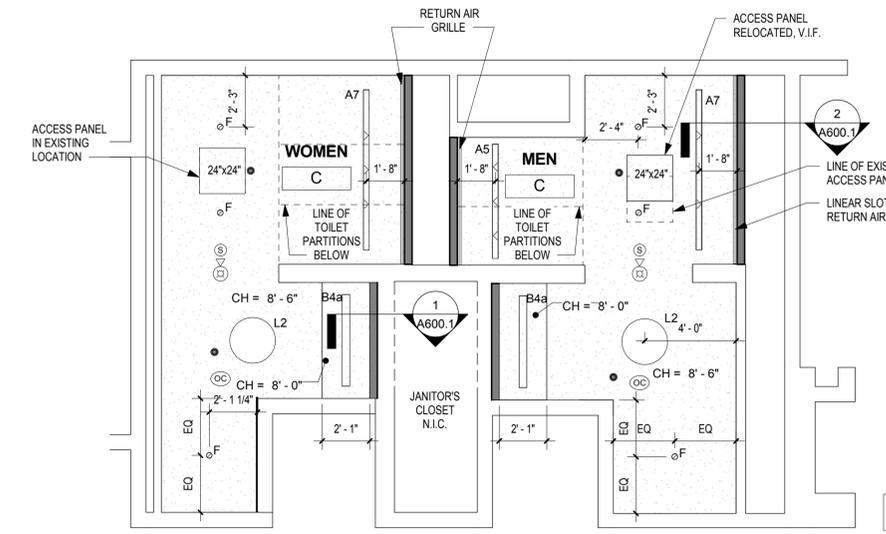 RETURN AIR
GRILLE
ACCESS PANEL
RELOCATED, V.I.F.
2' - 3"
F
A7
2' - 3"
F
A7
2
A600.1
ACCESS PANEL
IN EXISTING
LOCATION
24"x24"
WOMEN
C
1' - 8"
A5
1' - 8"
MEN
C
2' - 4"
24"x24"
1' - 8"
LINE OF EXIS
ACCESS PAN
LINEAR SLOT
RETURN AIR
F
LINE OF
TOILET
PARTITIONS
BELOW
LINE OF
TOILET
PARTITIONS
BELOW
F
S
S
CH = 8' - 6"
B4a
1
A600.1
B4a
CH = 8' - 0"
L2
L2
4' - 0"
OC
CH = 8' - 0"
OC
CH = 8' - 6"
2' - 1 1/4"
JANITOR'S
CLOSET
N.I.C.
EQ
F
2' - 1"
2' - 1"
EQ
EQ
EQ
F
EQ
EQ